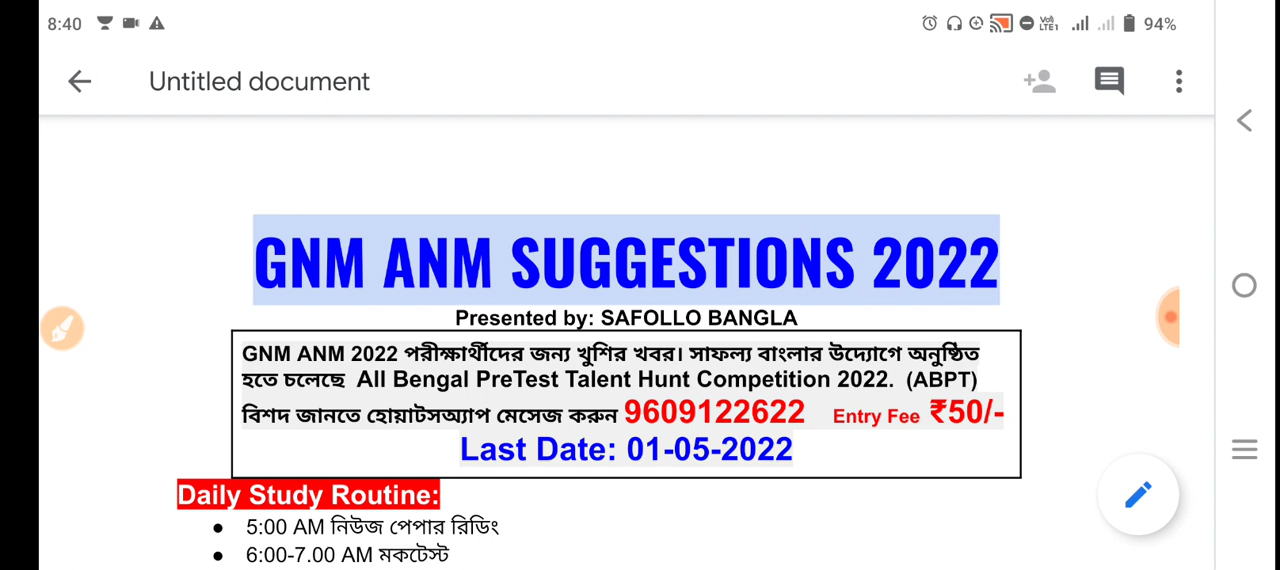 8:40 94%
Untitled document
GNM ANM SUGGESTIONS 2022
Presented by: SAFOLLO BANGLA
GNM ANM 2022 পরীক্ষার্থীদের জন্য খুশির খবর। সাফল্য বাংলার উদ্যোগে অনুষ্ঠিত
হতে চলেছে All Bengal PreTest Talent Hunt Competition 2022. (ABPT)
বিশদ জানতে হোয়াটসঅ্যাপ মেসেজ করুন 9609122622 Entry Fee ₹50/-
Last Date: 01-05-2022
Daily Study Routine:
● 5:00 AM নিউজ পেপার রিডিং
● 6:00-7.00 AM মকটেস্ট